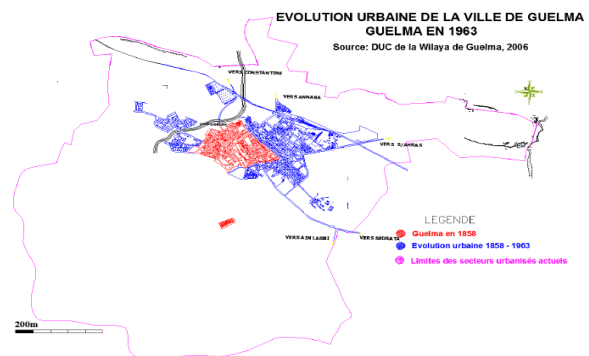 EVOLUTION URBAINE DE LA VILLE DE GUELMA
GUELMA EN 1963
Source: DUC de la Wilaya de Guelma, 2006
VERS CONSTANTINE
VERS ANNABA
VERS S/AHRAS
VERS AIN LARBI
VERS SEDRATA
LEGENDE
Guelma en 1858
Evolution urbaine 1858 - 1963
Limites des secteurs urbanisés actuels
200m